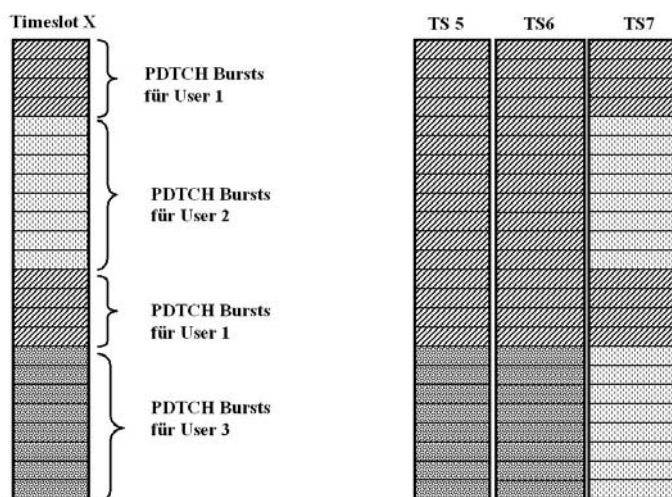 Timeslot X
TS 5
TS6
TS7
PDTCH Bursts
für User 1
PDTCH Bursts
für User 2
PDTCH Bursts
für User 1
PDTCH Bursts
für User 3